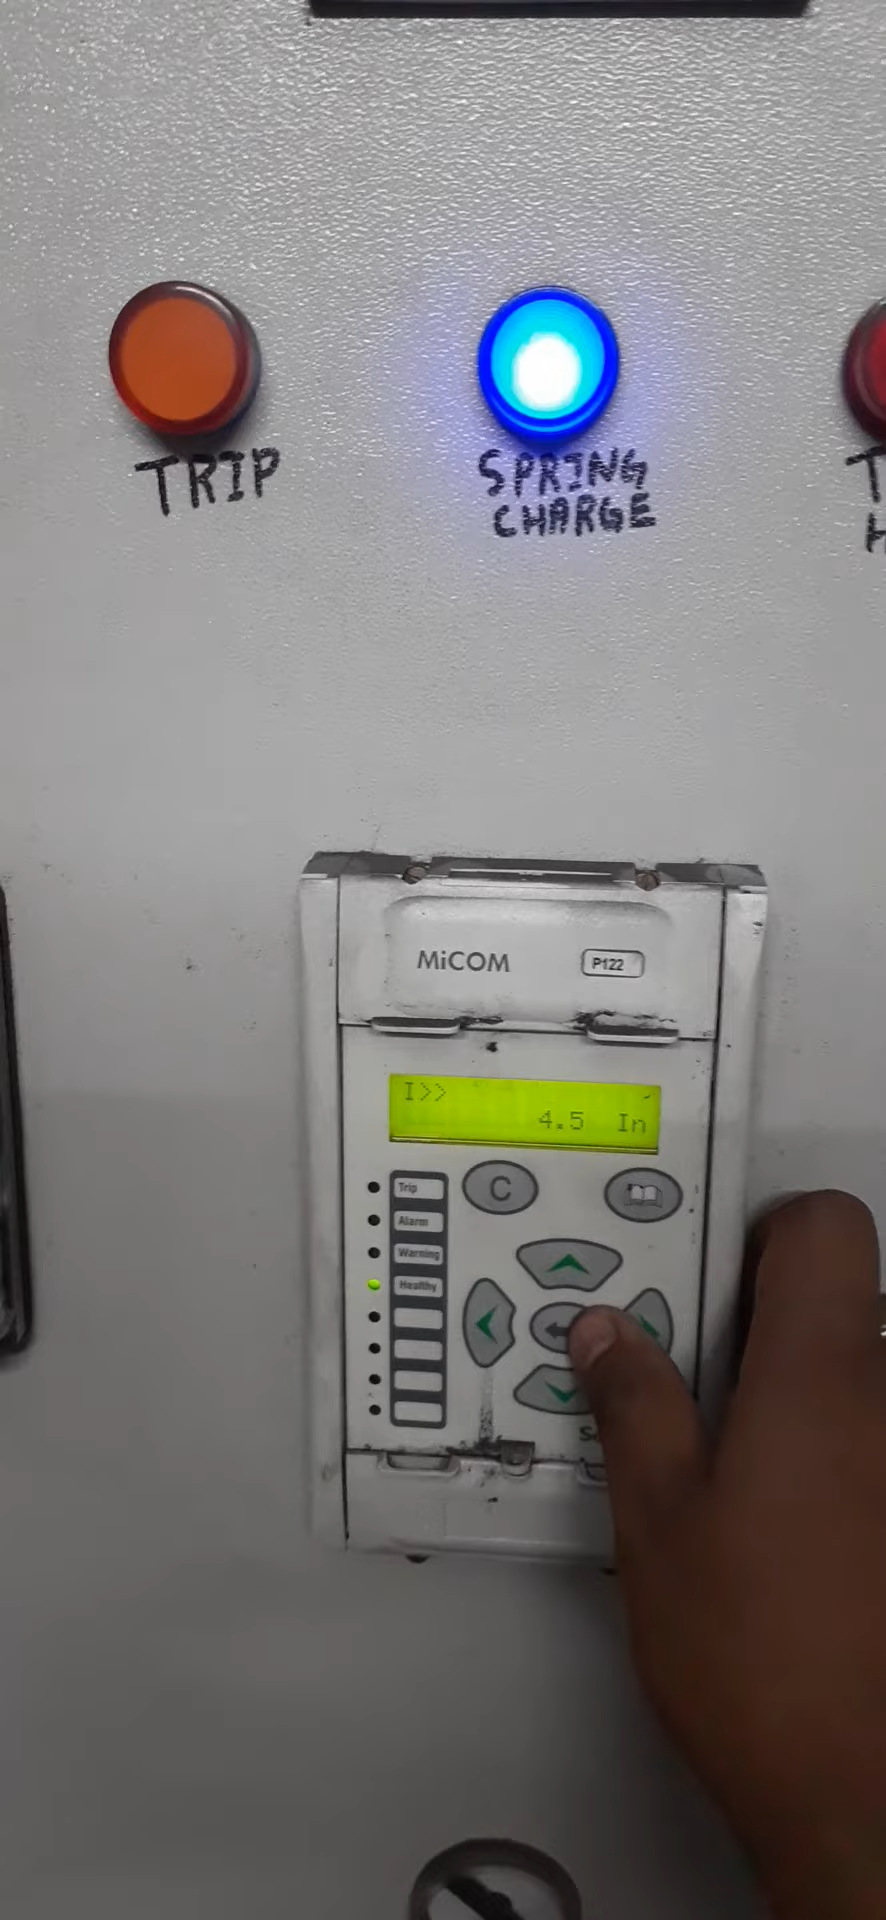 TRIP
SPRING
CHARGE
MiCOM
P122
I>>
4.5 In
C
Trip
Alarm
Warning
Healthy